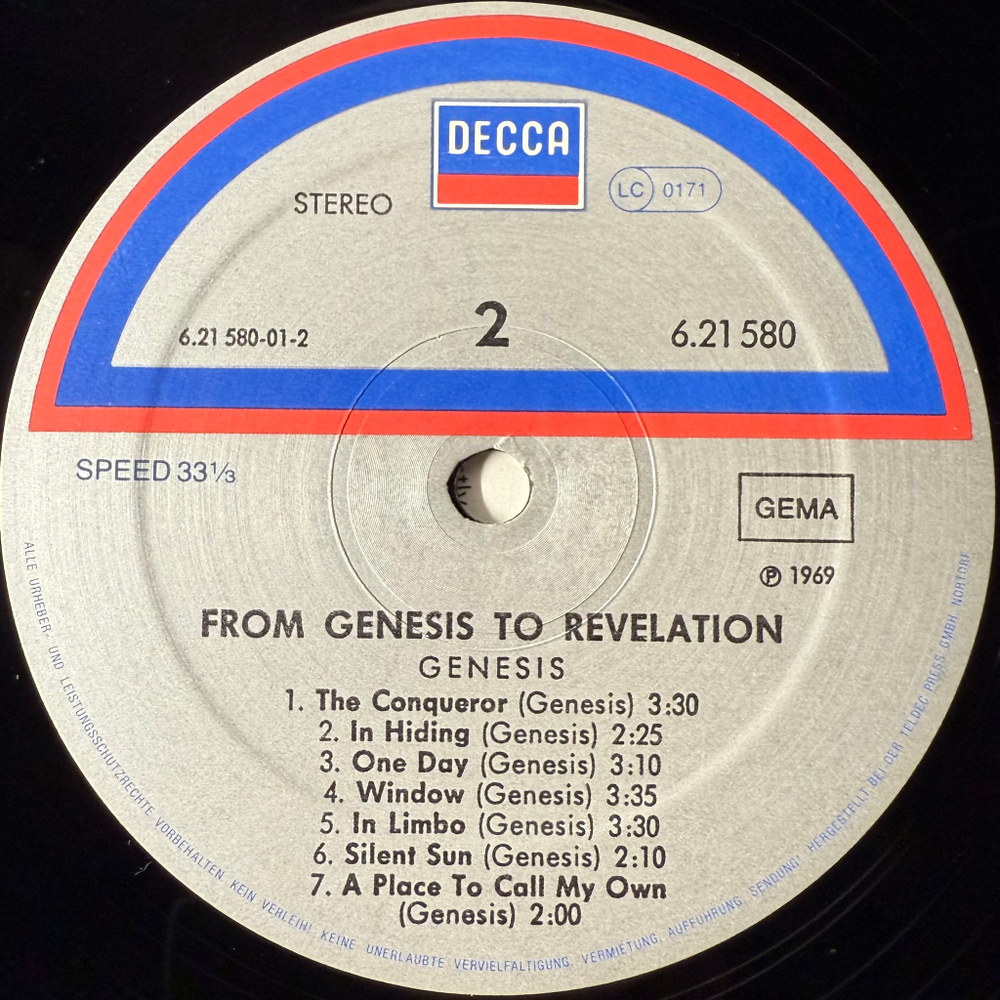 DECCA
STEREO
LC 0171
6.21 580-01-2
2
6.21 580
SPEED 33⅓
GEMA
℗ 1969
FROM GENESIS TO REVELATION
GENESIS
1. The Conqueror (Genesis) 3:30
2. In Hiding (Genesis) 2:25
3. One Day (Genesis) 3:10
4. Window (Genesis) 3:35
5. In Limbo (Genesis) 3:30
6. Silent Sun (Genesis) 2:10
7. A Place To Call My Own
(Genesis) 2:00
ALLE URHEBER- UND LEISTUNGSSCHUTZRECHTE VORBEHALTEN KEIN VERLEIH! KEINE UNERLAUBTE VERVIELFALTIGUNG, VERMIETUNG, AUFFUHRUNG, SENDUNG! HERGESTELLT BEI DER TELDEC PRESS GMBH NORTORF